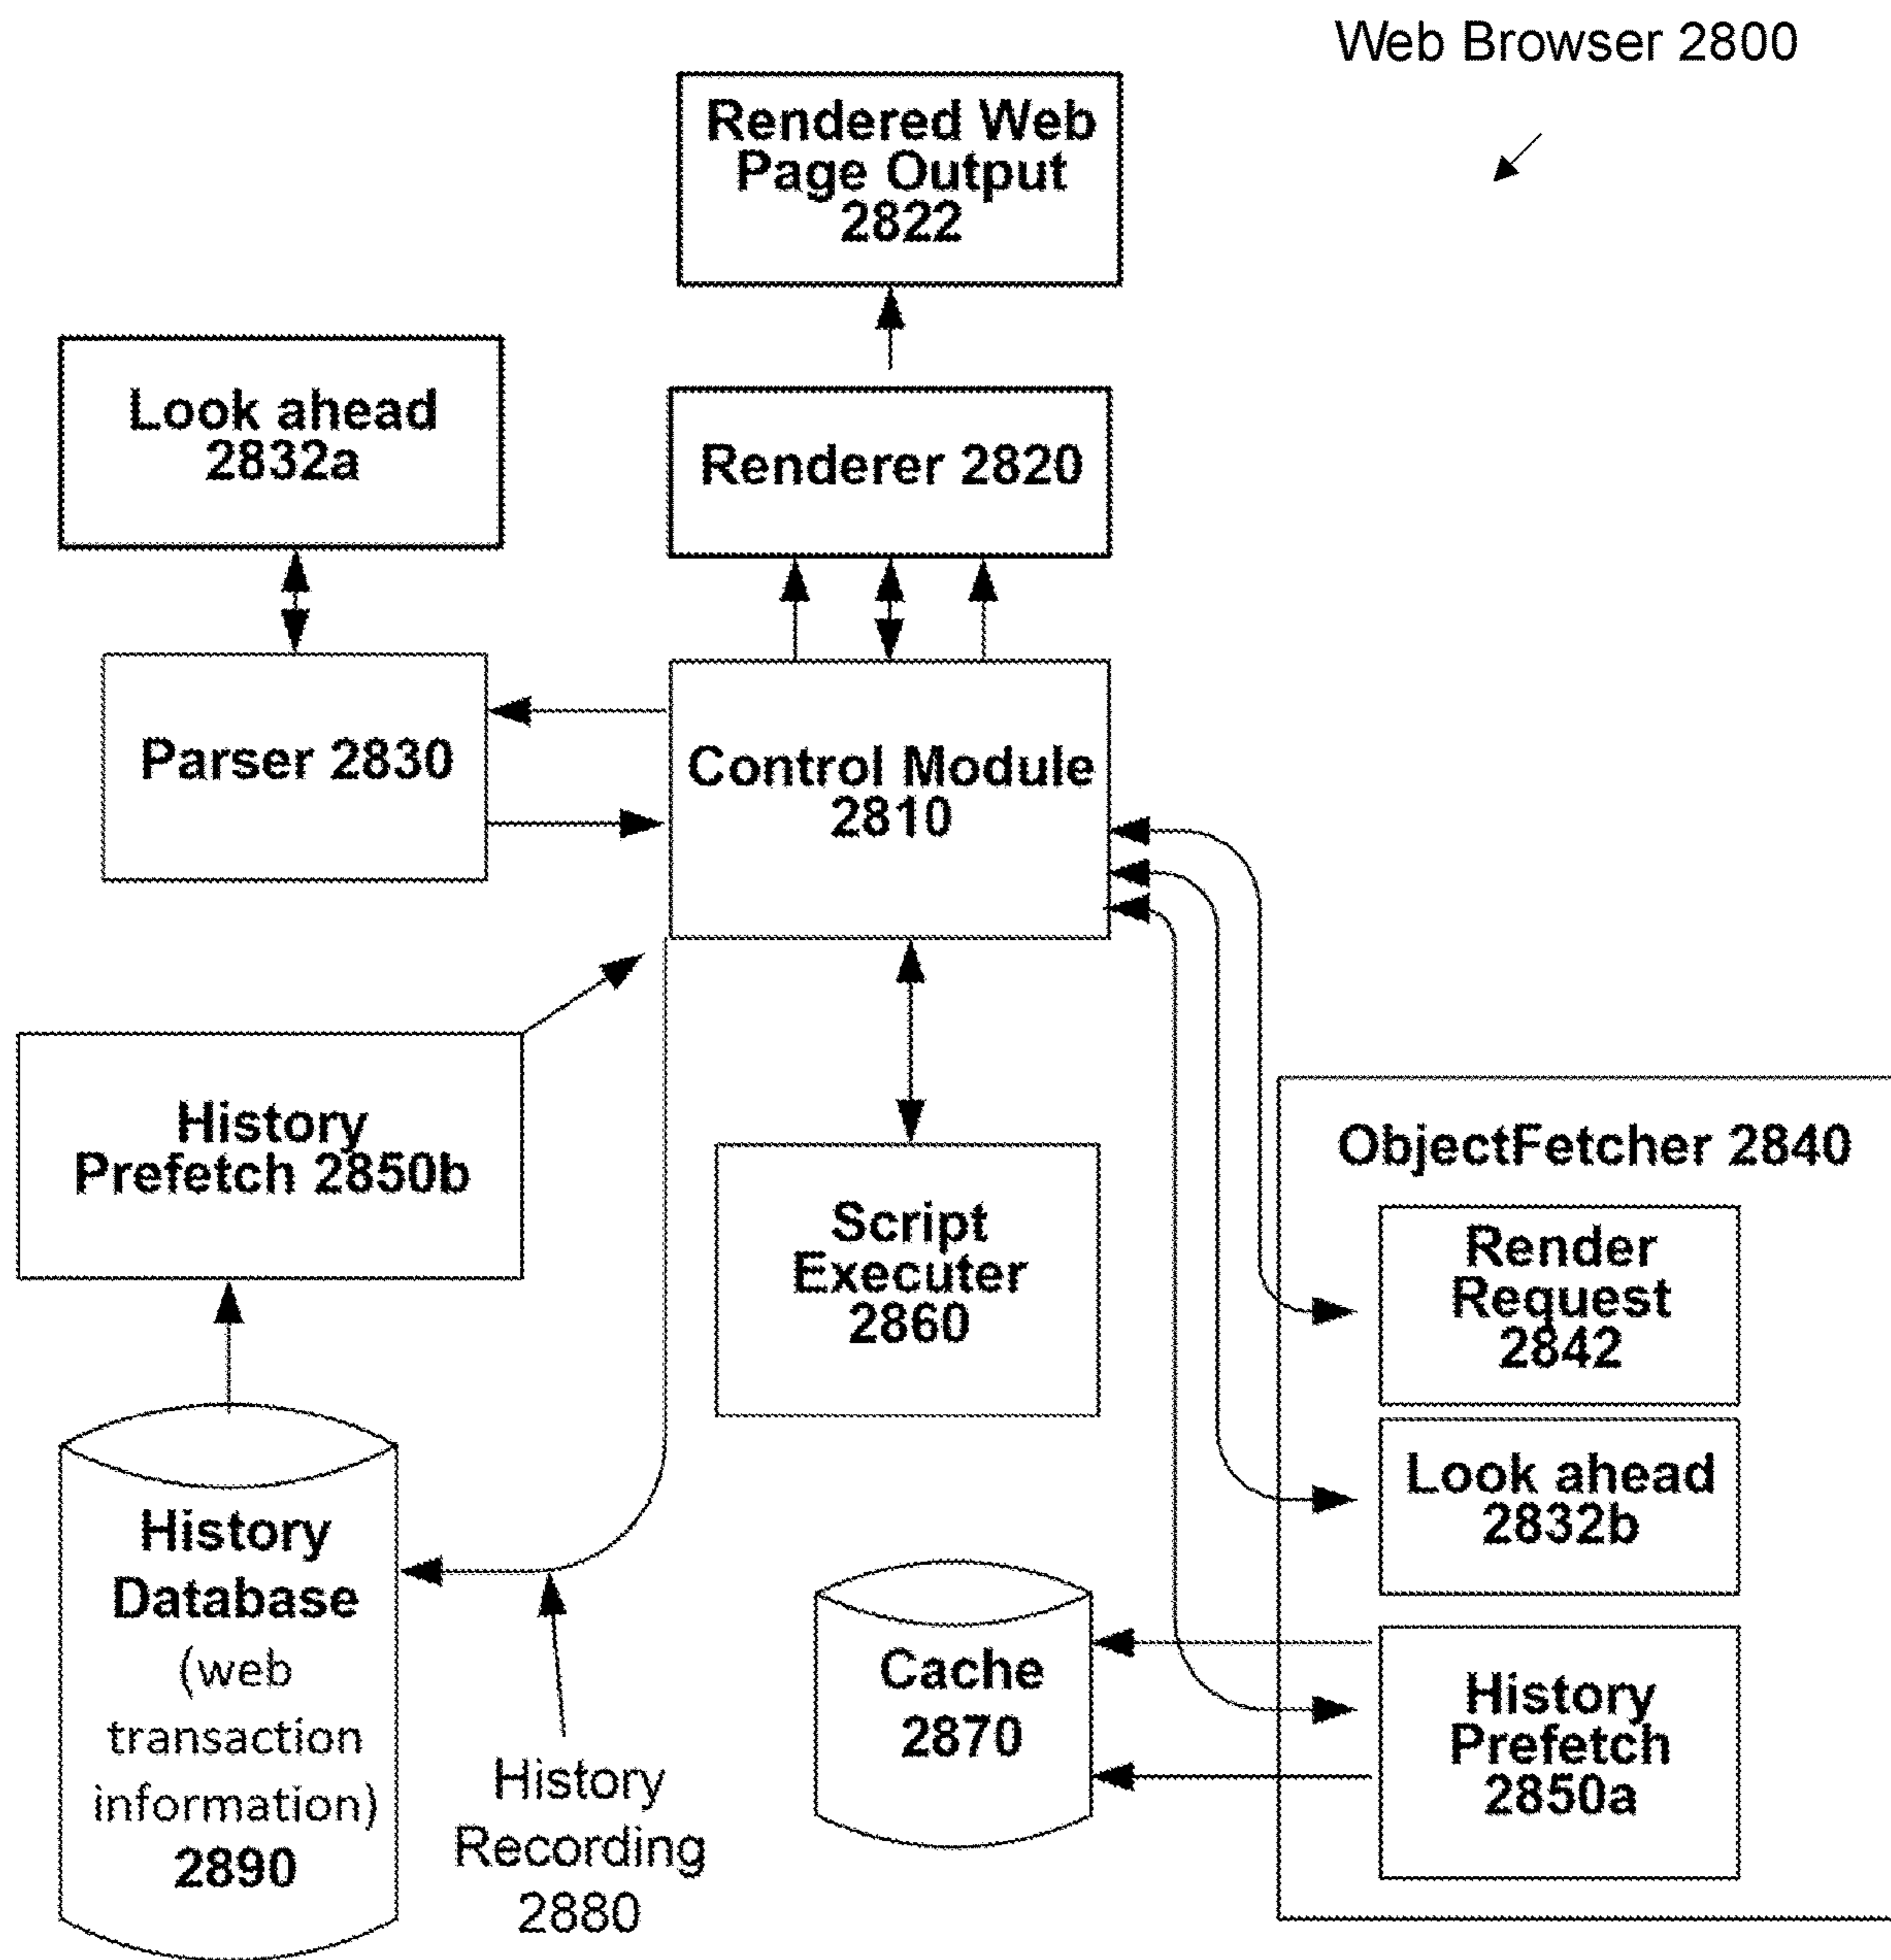 Web Browser 2800
Rendered Web
Page Output
2822
Look ahead
2832a
Renderer 2820
Parser 2830
Control Module
2810
History
Prefetch 2850b
Script
Executer
2860
ObjectFetcher 2840
Render
Request
2842
Look ahead
2832b
History
Prefetch
2850a
Cache
2870
History
Database
(web
transaction
information)
2890
History
Recording
2880